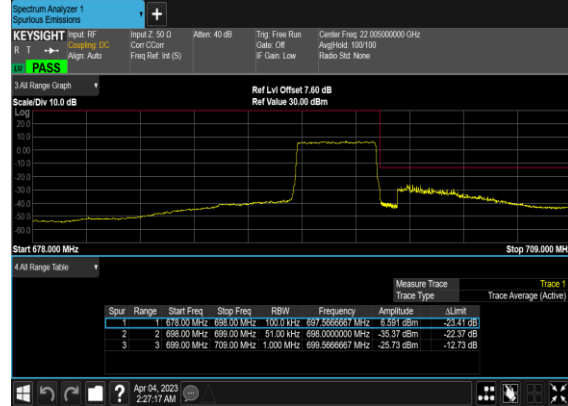 Spectrum Analyzer 1
Spurious Emissions
+
KEYSIGHT Input: RF Input Z: 50 Ω Atten: 40 dB Trig: Free Run Center Freq: 22.005000000 GHz
R T Coupling: DC Corr CCorr Gate: Off Avg|Hold: 100/100
Align: Auto Freq Ref: Int (S) IF Gain: Low Radio Std: None
PASS
3 All Range Graph
Ref Lvl Offset 7.60 dB
Scale/Div 10.0 dB Ref Value 30.00 dBm
Log
20.0
10.0
0.00
-10.0
-20.0
-30.0
-40.0
-50.0
-60.0
Start 678.000 MHz Stop 709.000 MH
4 All Range Table
Measure Trace Trace 1
Trace Type Trace Average (Active)
Spur Range Start Freq Stop Freq RBW Frequency Amplitude ΔLimit
1 1 678.00 MHz 698.00 MHz 100.0 kHz 697.5666667 MHz 6.591 dBm -23.41 dB
2 2 698.00 MHz 699.00 MHz 51.00 kHz 698.0000000 MHz -35.37 dBm -22.37 dB
3 3 699.00 MHz 709.00 MHz 1.000 MHz 699.5666667 MHz -25.73 dBm -12.73 dB
?
Apr 04, 2023
2:27:17 AM